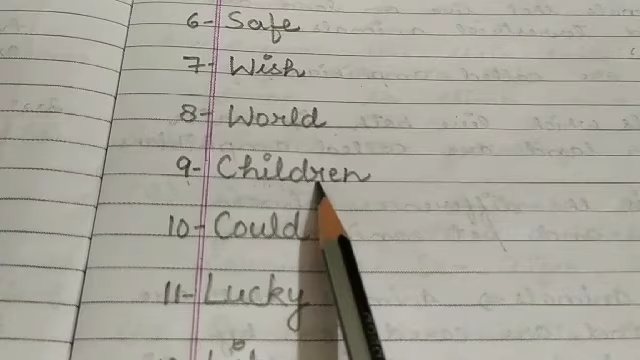 6- Safe
7- Wish
8- World
9- Children
10- Could
11- Lucky